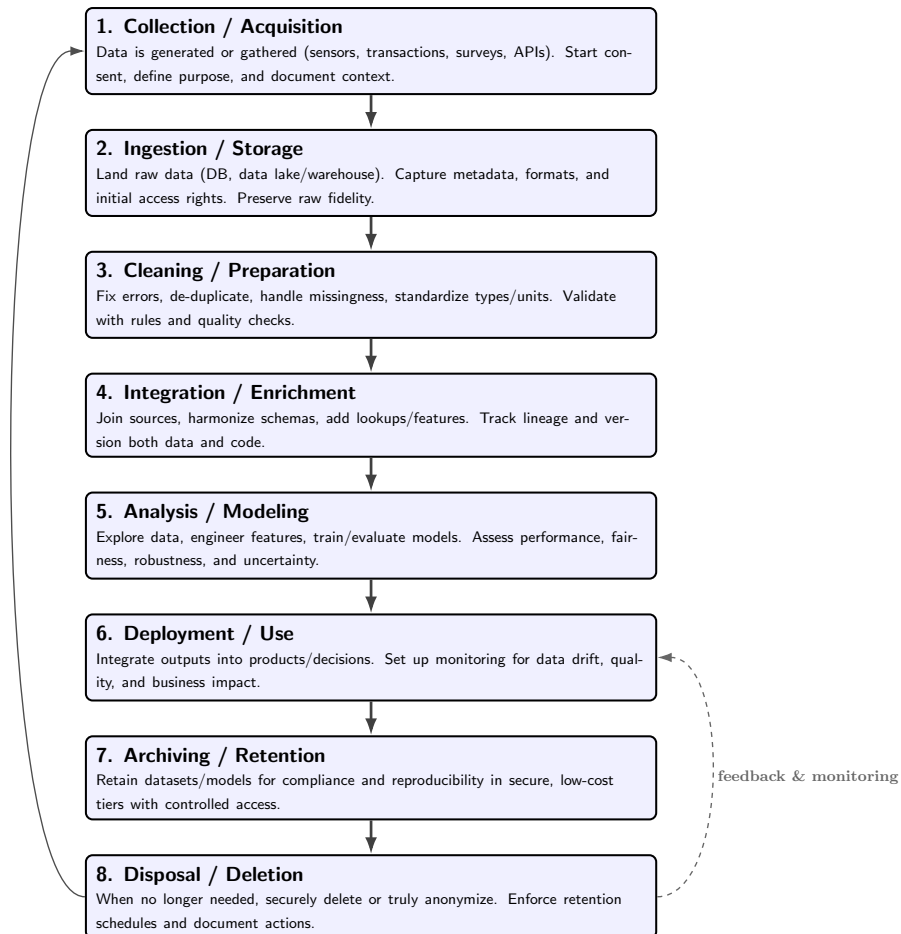 1. Collection / Acquisition
Data is generated or gathered (sensors, transactions, surveys, APIs). Start con-
sent, define purpose, and document context.
2. Ingestion / Storage
Land raw data (DB, data lake/warehouse). Capture metadata, formats, and
initial access rights. Preserve raw fidelity.
3. Cleaning / Preparation
Fix errors, de-duplicate, handle missingness, standardize types/units. Validate
with rules and quality checks.
4. Integration / Enrichment
Join sources, harmonize schemas, add lookups/features. Track lineage and ver-
sion both data and code.
5. Analysis / Modeling
Explore data, engineer features, train/evaluate models. Assess performance, fair-
ness, robustness, and uncertainty.
6. Deployment / Use
Integrate outputs into products/decisions. Set up monitoring for data drift, qual-
ity, and business impact.
7. Archiving / Retention
Retain datasets/models for compliance and reproducibility in secure, low-cost
tiers with controlled access.
feedback & monitoring
8. Disposal / Deletion
When no longer needed, securely delete or truly anonymize. Enforce retention
schedules and document actions.